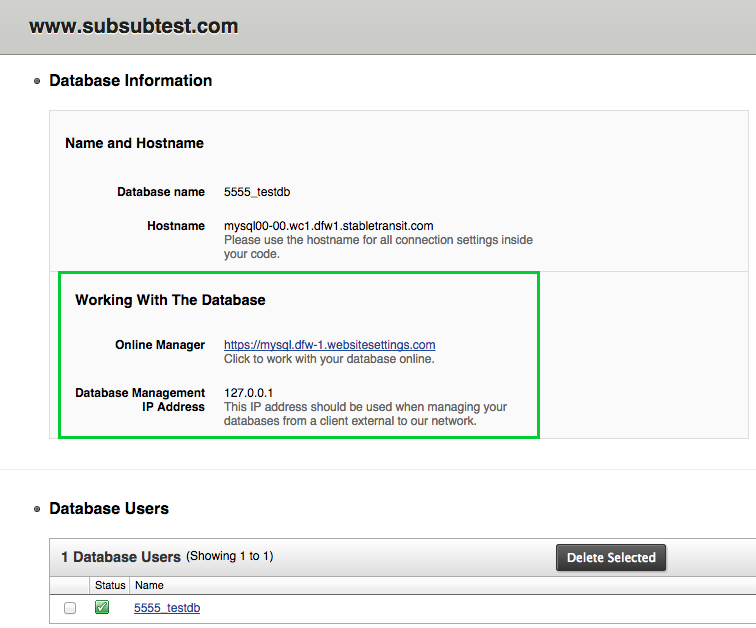 www.subsubtest.com
Database Information
Name and Hostname
Database name 5555_testdb
Hostname mysql00-00.wc1.dfw1.stabletransit.com
Please use the hostname for all connection settings inside
your code.
Working With The Database
Online Manager https://mysql.dfw-1.websitesettings.com
Click to work with your database online.
Database Management 127.0.0.1
IP Address This IP address should be used when managing your
databases from a client external to our network.
Database Users
1 Database Users (Showing 1 to 1) Delete Selected
Status Name
5555_testdb